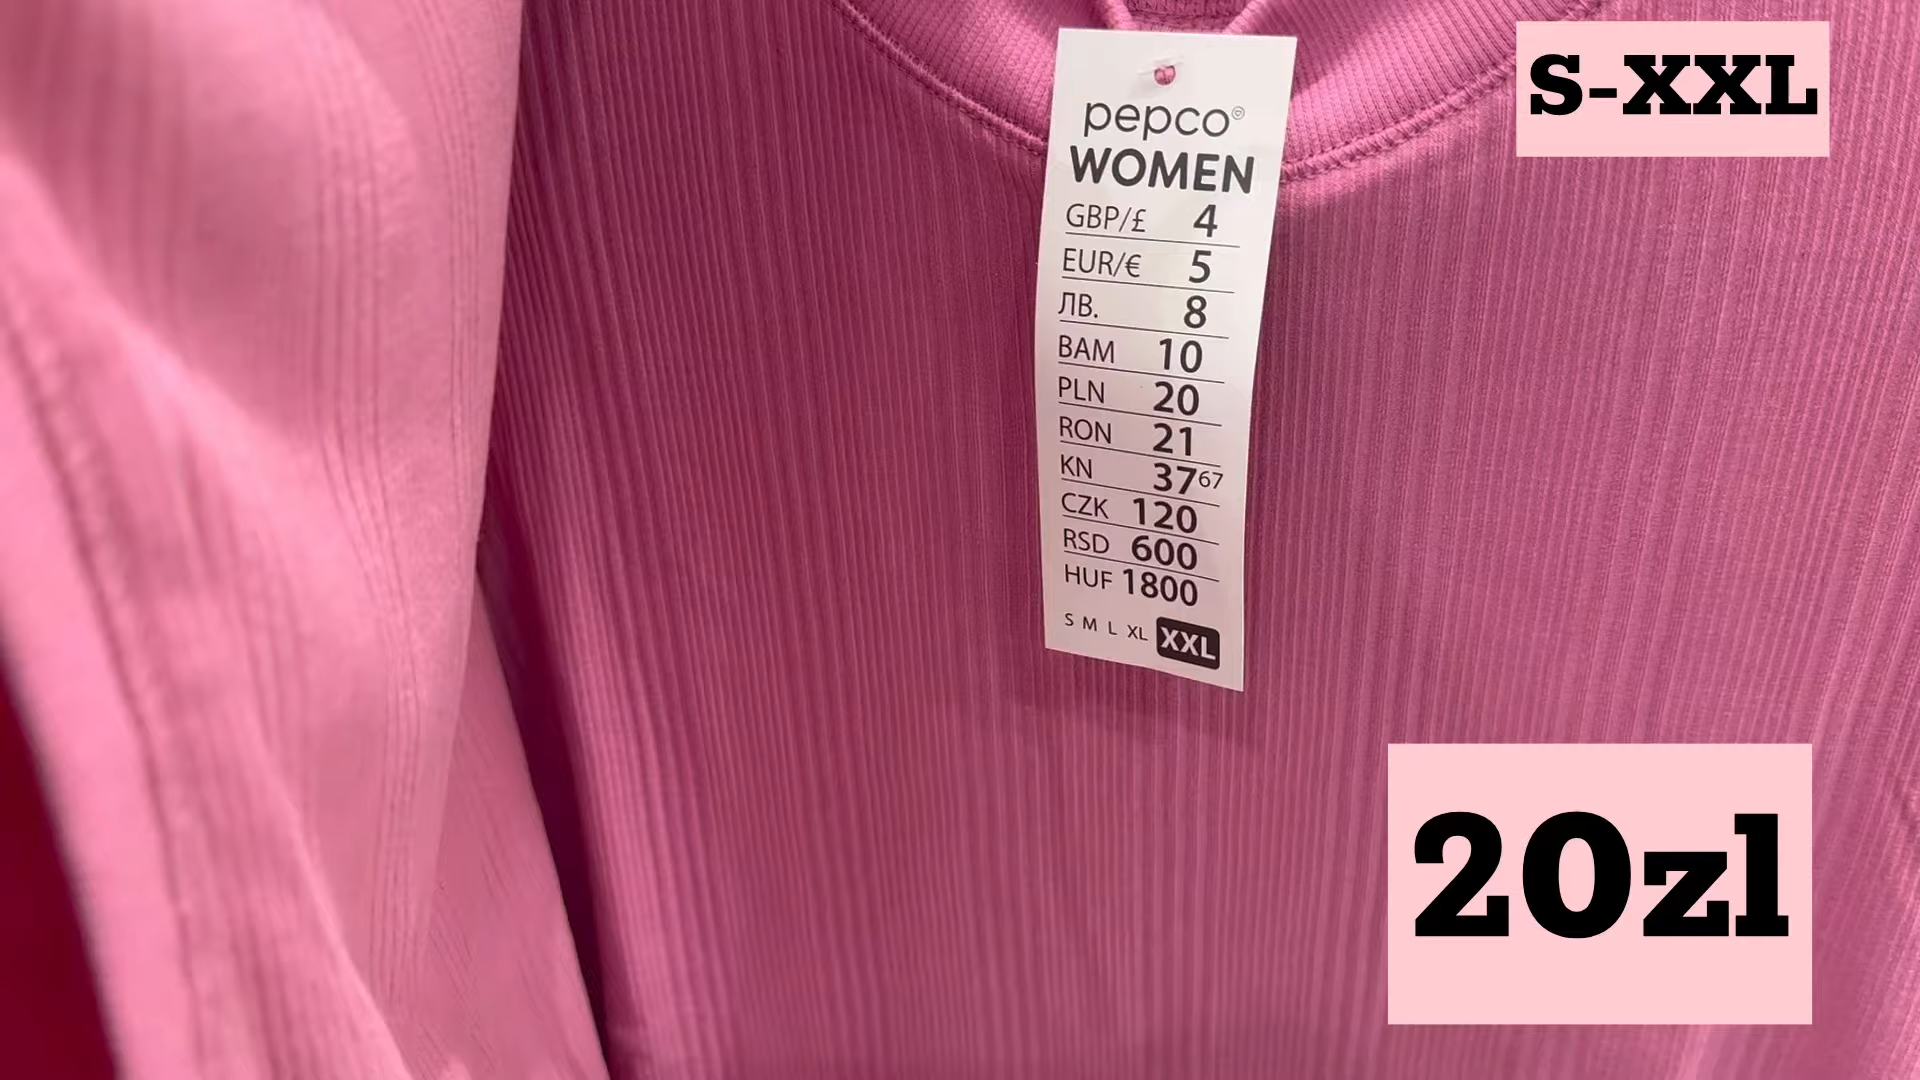 S-XXL
pepco
WOMEN
GBP/£ 4
EUR/€ 5
ЛВ. 8
BAM 10
PLN 20
RON 21
KN 37⁶⁷
CZK 120
RSD 600
HUF 1800
S M L XL XXL
20zl